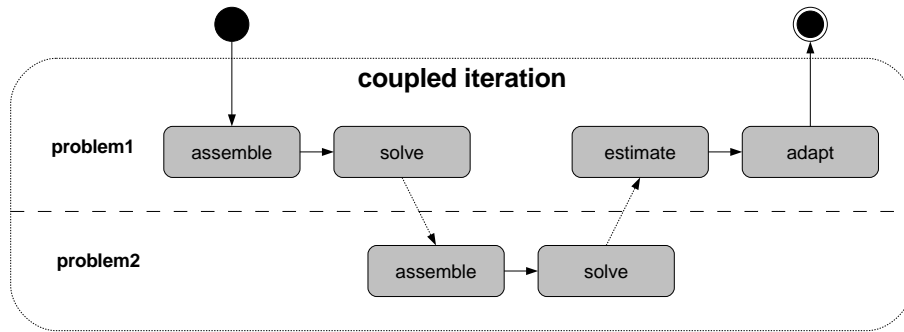 coupled iteration
problem1
assemble
solve
estimate
adapt
problem2
assemble
solve